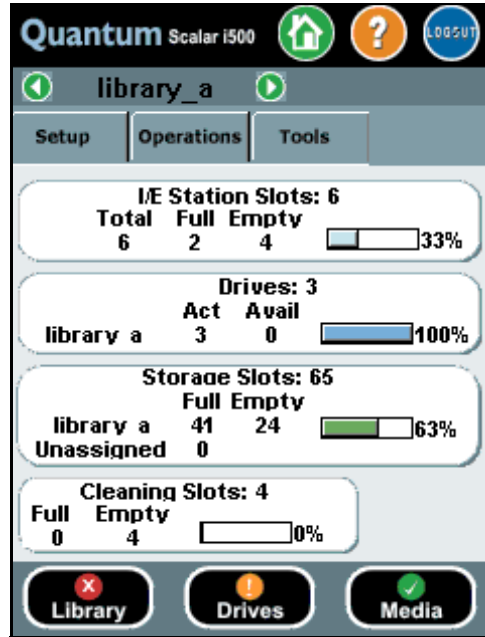 Quantum Scalar i500 ? LOGOUT
library_a
Setup Operations Tools
I/E Station Slots: 6
Total Full Empty
6 2 4 33%
Drives: 3
Act Avail
library_a 3 0 100%
Storage Slots: 65
Full Empty
library_a 41 24 63%
Unassigned 0
Cleaning Slots: 4
Full Empty
0 4 0%
Library Drives Media